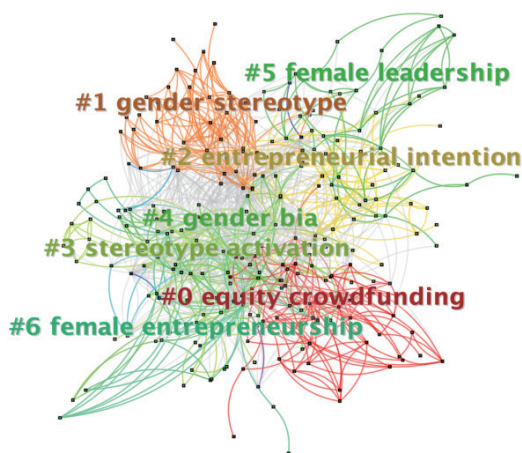 #5 female leadership
#1 gender stereotype
#2 entrepreneurial intention
#4 gender bia
#3 stereotype activation
#0 equity crowdfunding
#6 female entrepreneurship